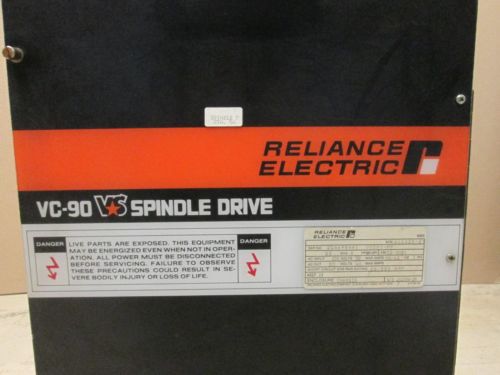 RELIANCE
ELECTRIC
VC-90 VS SPINDLE DRIVE
DANGER
LIVE PARTS ARE EXPOSED. THIS EQUIPMENT
MAY BE ENERGIZED EVEN WHEN NOT IN OPER-
ATION. ALL POWER MUST BE DISCONNECTED
BEFORE SERVICING. FAILURE TO OBSERVE
THESE PRECAUTIONS COULD RESULT IN SE-
VERE BODILY INJURY OR LOSS OF LIFE.
DANGER
RELIANCE
ELECTRIC
ENCLOSURE